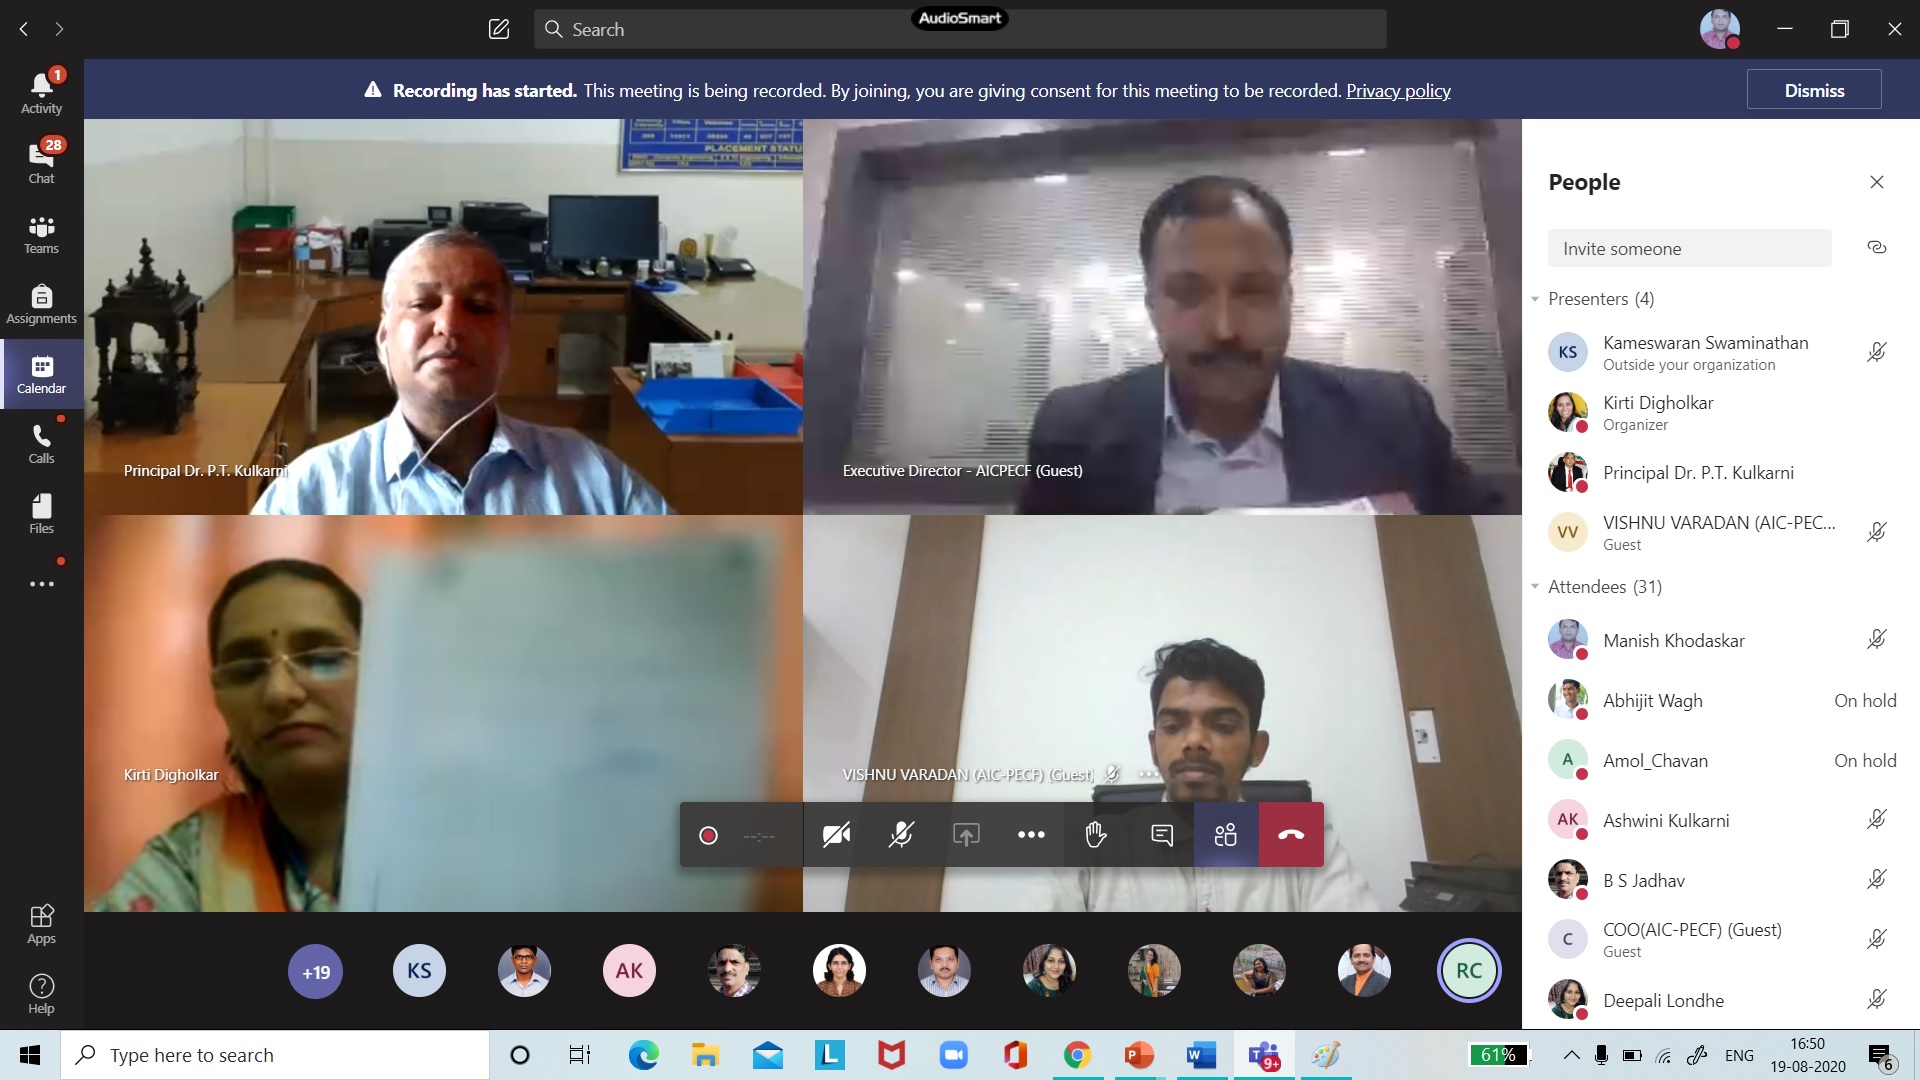 AudioSmart
Search
Recording has started. This meeting is being recorded. By joining, you are giving consent for this meeting to be recorded. Privacy policy
Dismiss
1
Activity
28
Chat
Teams
Assignments
Calendar
Calls
Files
Apps
Help
PLACEMENT STATUS
Principal Dr. P.T. Kulkarni
Executive Director - AICPECF (Guest)
Kirti Digholkar
VISHNU VARADAN (AIC-PECF) (Guest)
--:--
+19
KS
AK
RC
People
Invite someone
Presenters (4)
KS
Kameswaran Swaminathan
Outside your organization
Kirti Digholkar
Organizer
Principal Dr. P.T. Kulkarni
VV
VISHNU VARADAN (AIC-PEC...
Guest
Attendees (31)
Manish Khodaskar
Abhijit Wagh On hold
A
Amol_Chavan On hold
AK
Ashwini Kulkarni
B S Jadhav
C
COO(AIC-PECF) (Guest)
Guest
Deepali Londhe
Type here to search
L
P
W
T
9+
61%
ENG
16:50
19-08-2020
6